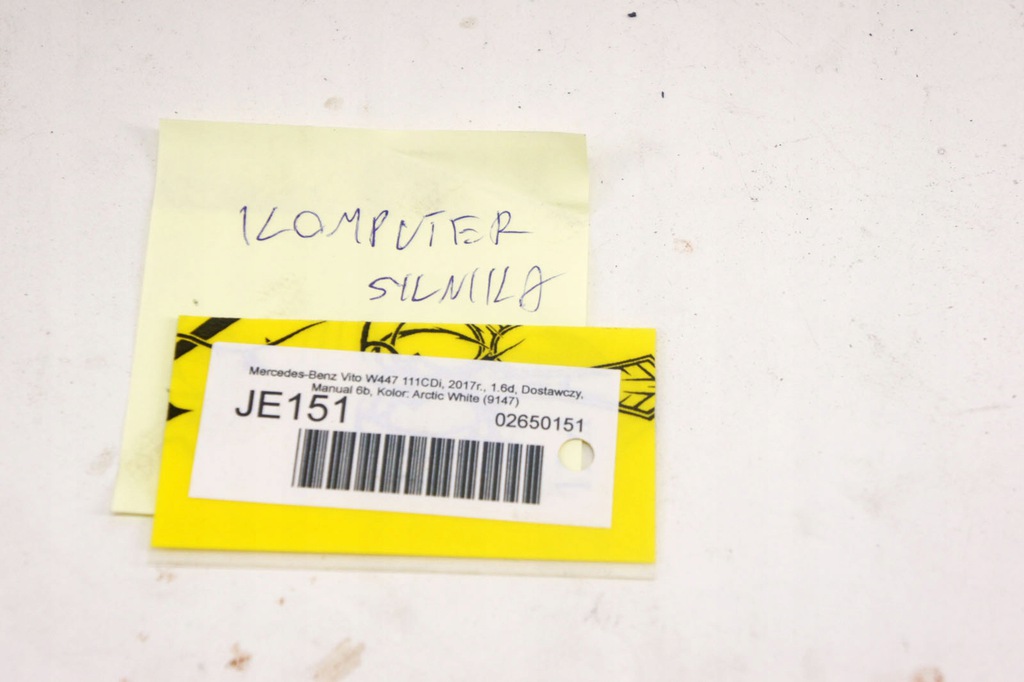 KOMPUTER
SILNIKA
Mercedes-Benz Vito W447 111CDi, 2017r., 1.6d, Dostawczy,
Manual 6b, Kolor: Arctic White (9147)
JE151
02650151